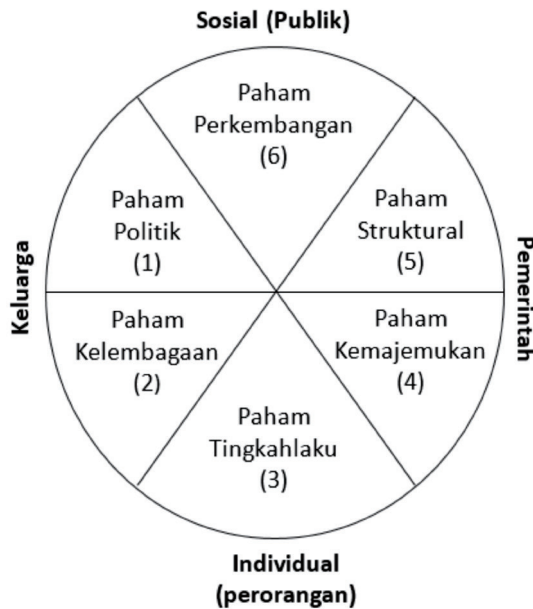 Sosial (Publik)
Paham
Perkembangan
(6)
Paham
Politik
(1)
Paham
Struktural
(5)
Keluarga
Pemerintah
Paham
Kelembagaan
(2)
Paham
Kemajemukan
(4)
Paham
Tingkahlaku
(3)
Individual
(perorangan)